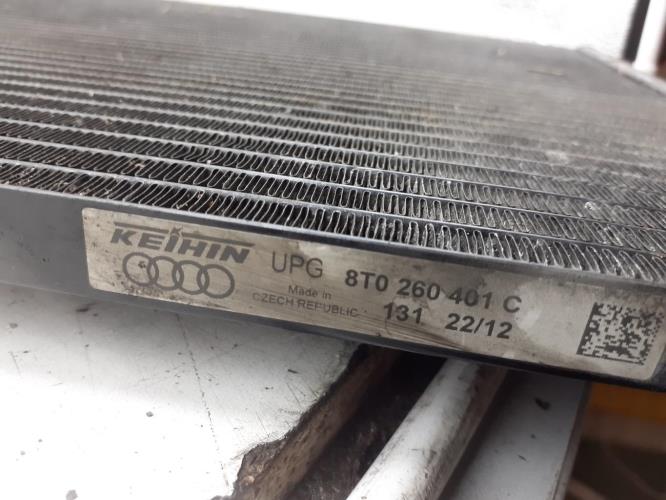 KEIHIN UPG 8T0 260 401 C
Made in 131 22/12
CZECH REPUBLIC